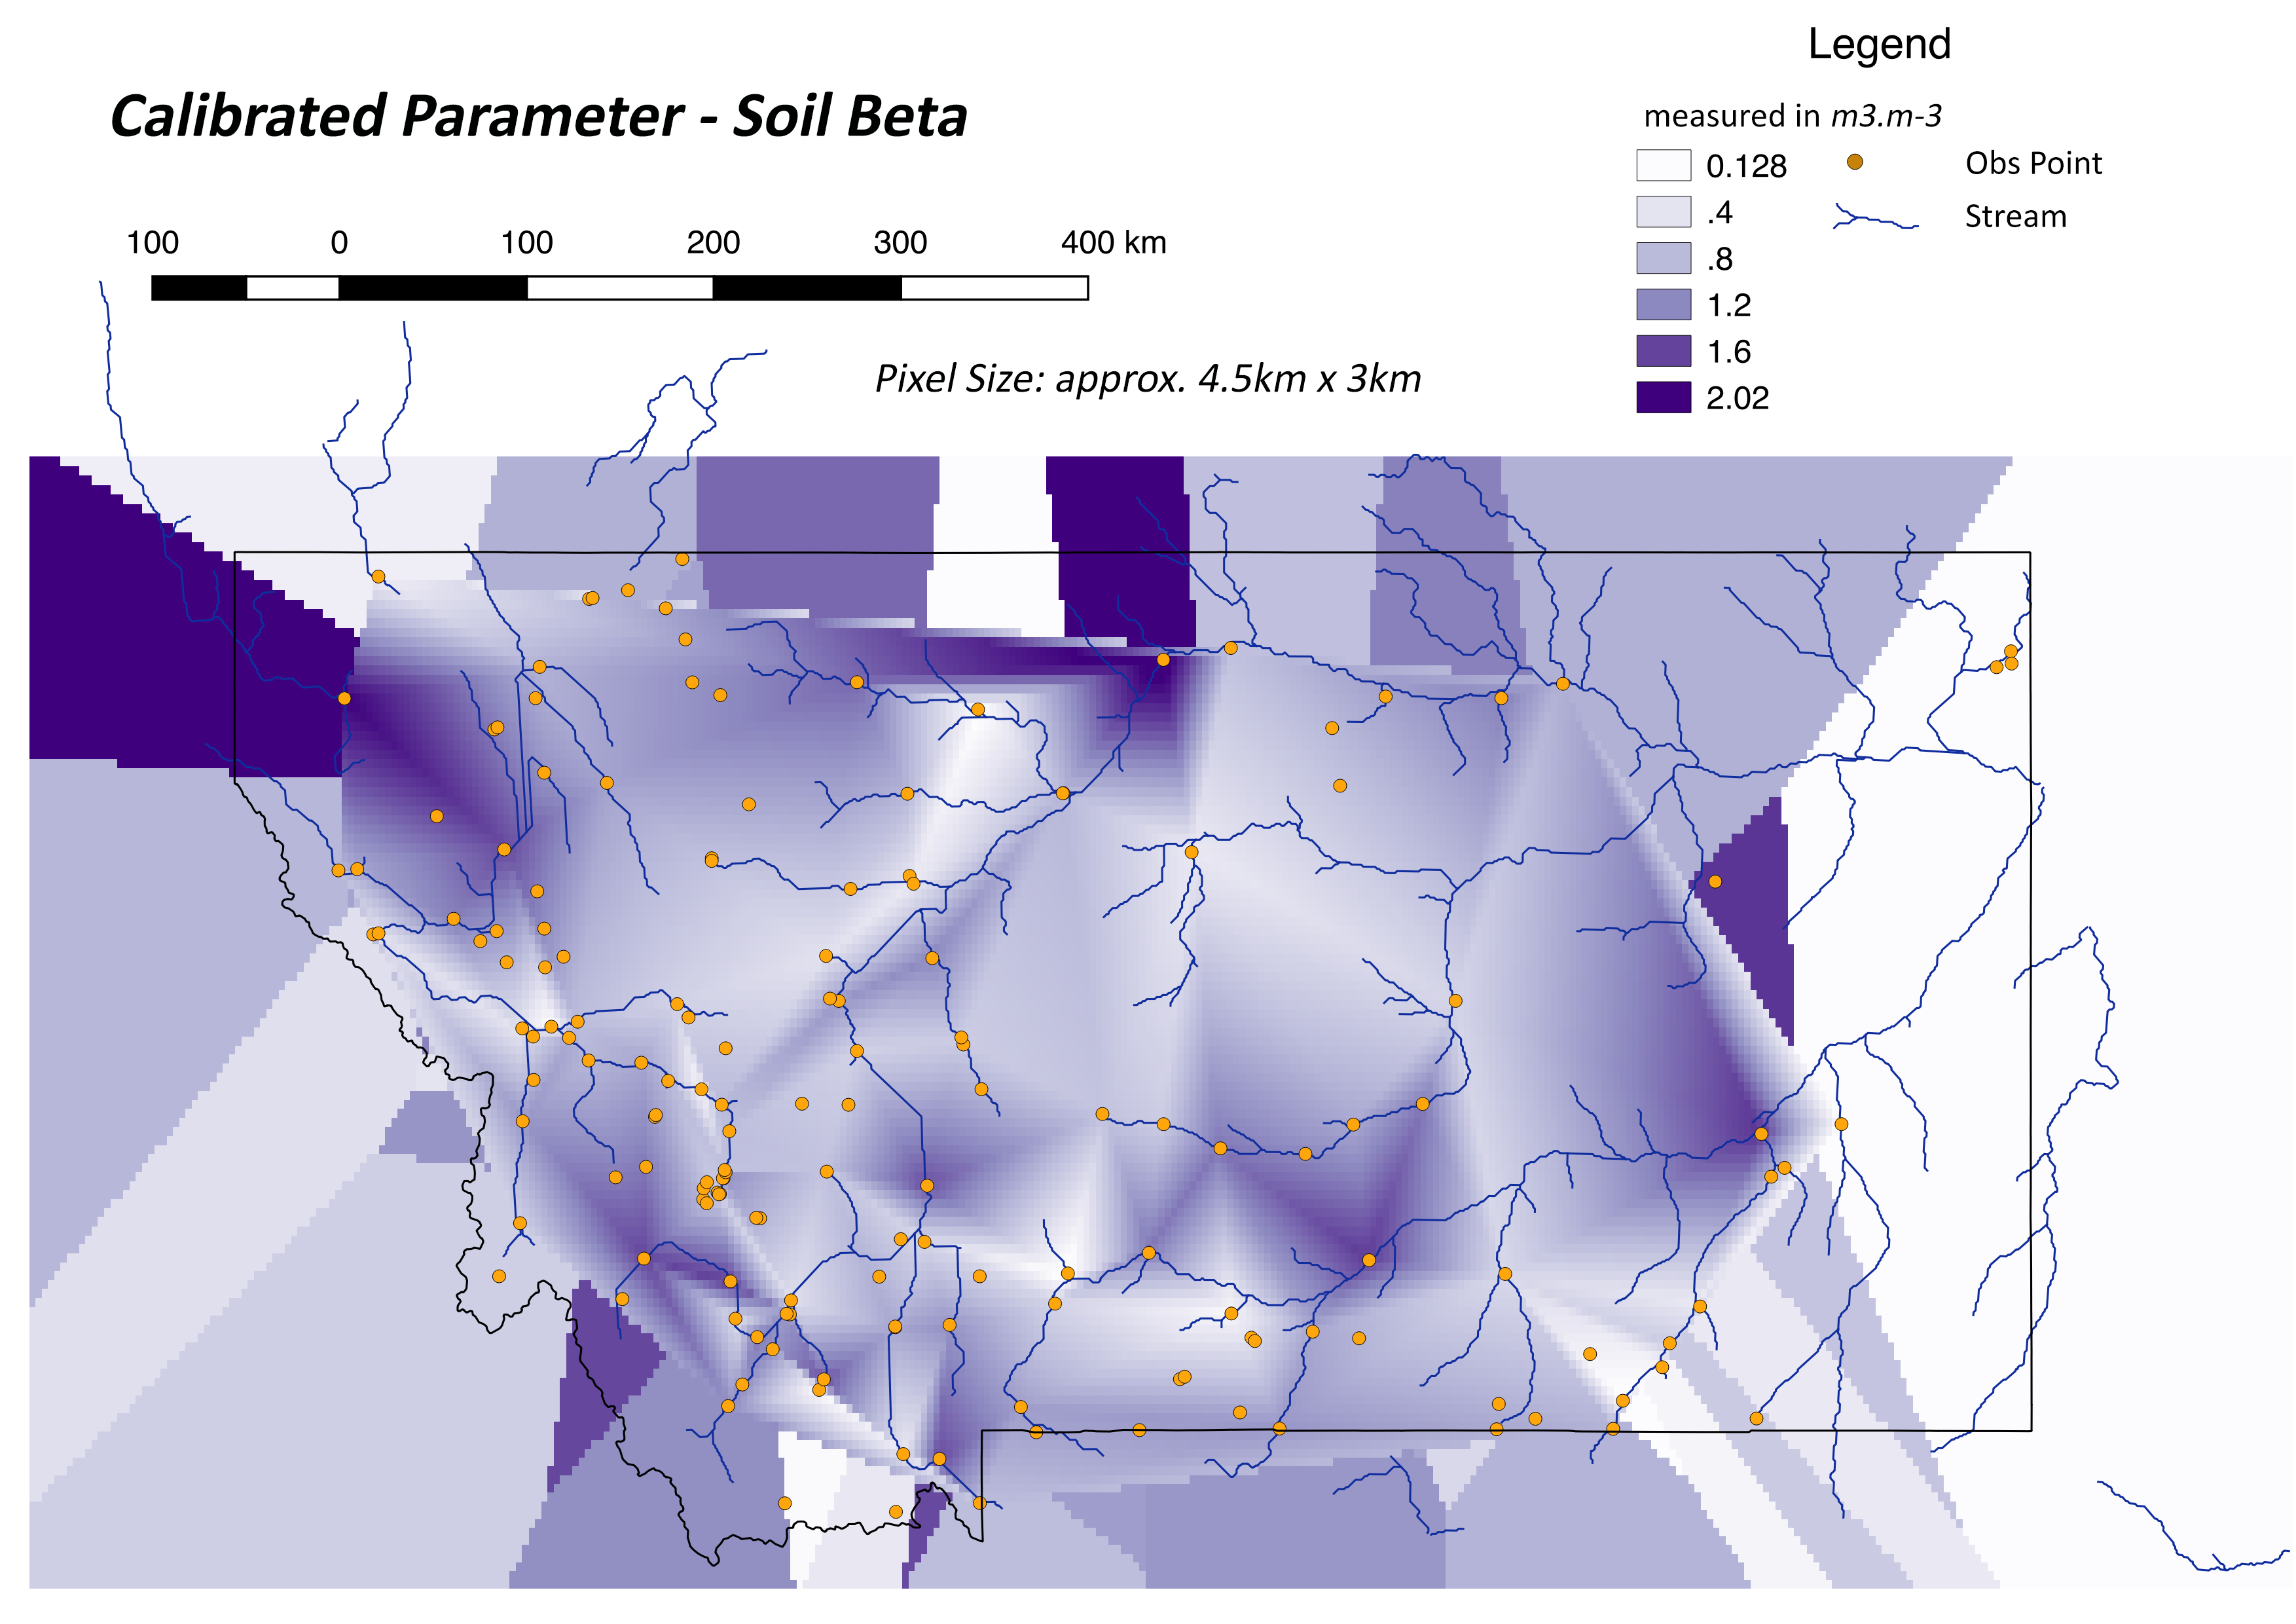 Legend
Calibrated Parameter - Soil Beta
measured in m3.m-3
0.128
Obs Point
.4
Stream
.8
1.2
1.6
2.02
100 0 100 200 300 400 km
Pixel Size: approx. 4.5km x 3km